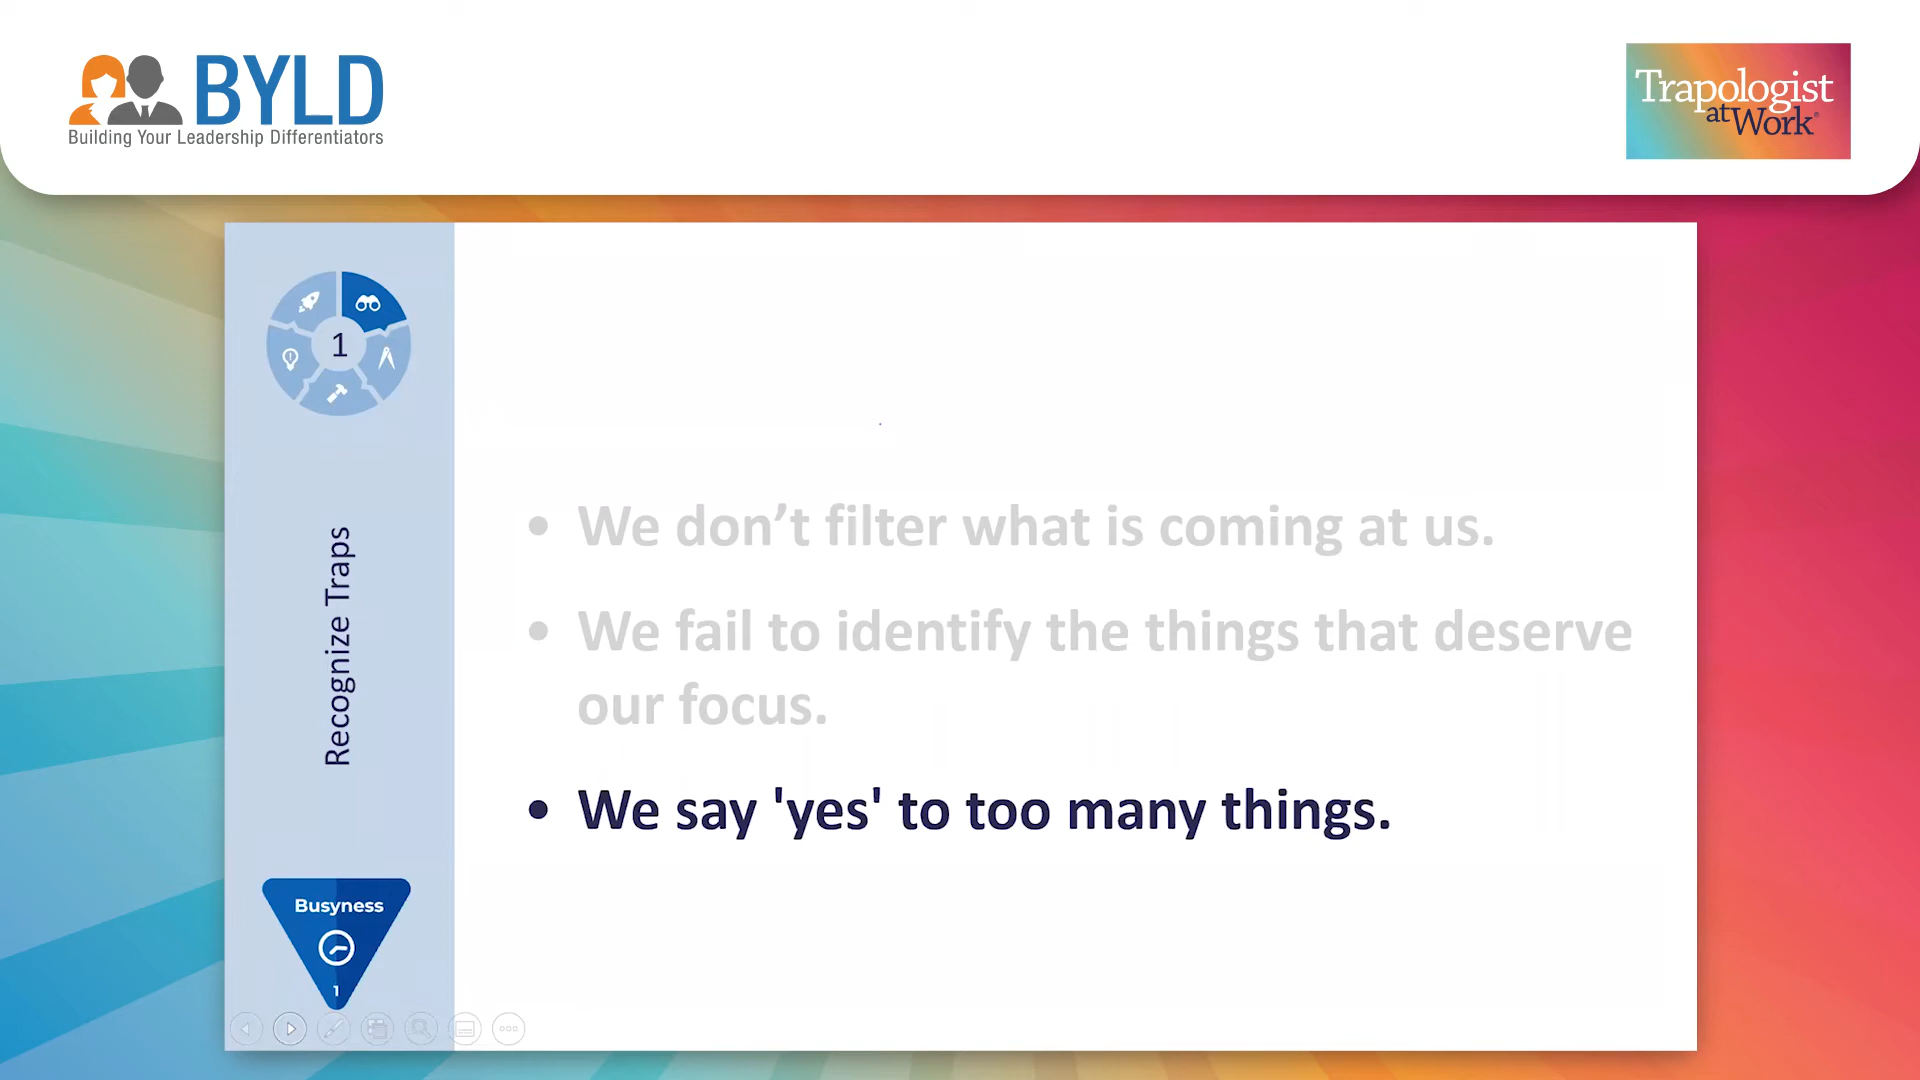 BYLD
Building Your Leadership Differentiators
Trapologist
at Work®
1
Recognize Traps
• We don’t filter what is coming at us.
• We fail to identify the things that deserve
our focus.
• We say 'yes' to too many things.
Busyness
1